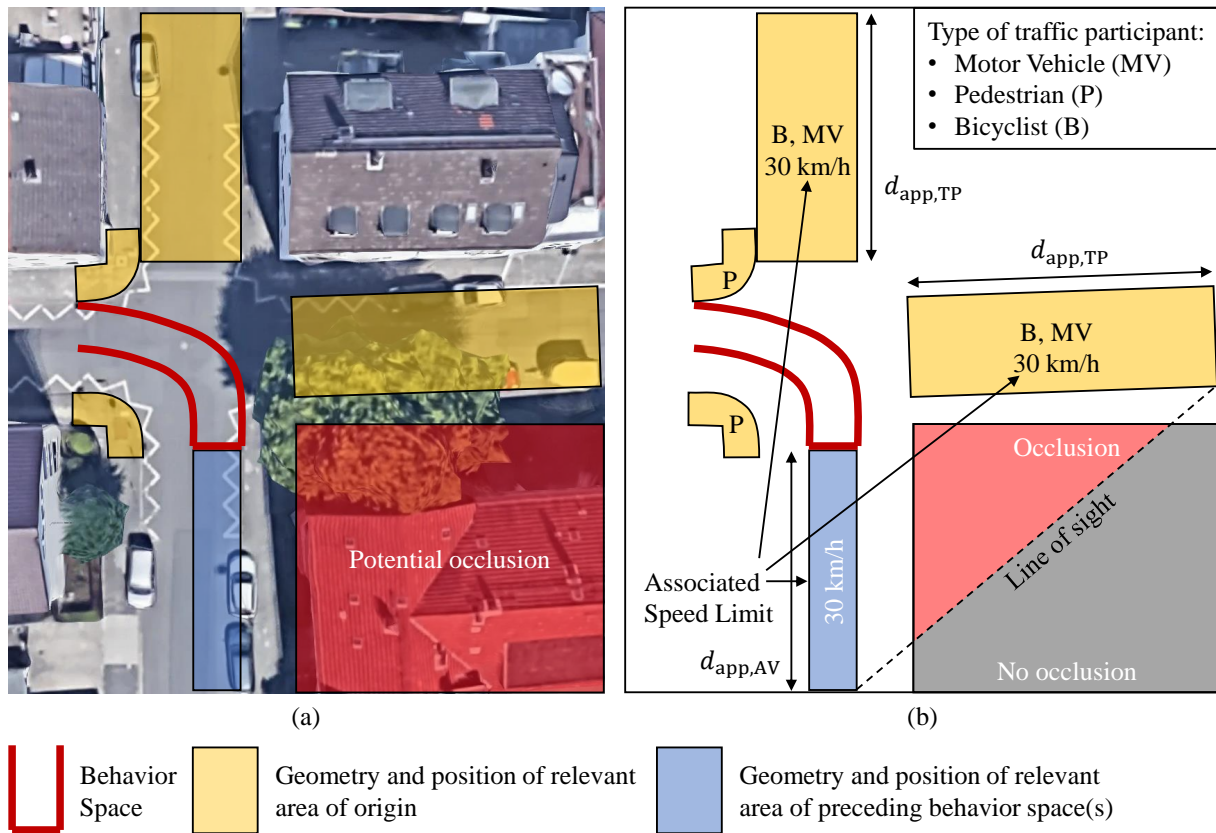 Potential occlusion
(a)
Type of traffic participant:
• Motor Vehicle (MV)
• Pedestrian (P)
• Bicyclist (B)
B, MV
30 km/h
d_app,TP
d_app,TP
P
B, MV
30 km/h
P
Occlusion
Line of sight
Associated
Speed Limit
30 km/h
d_app,AV
No occlusion
(b)
Behavior
Space
Geometry and position of relevant
area of origin
Geometry and position of relevant
area of preceding behavior space(s)